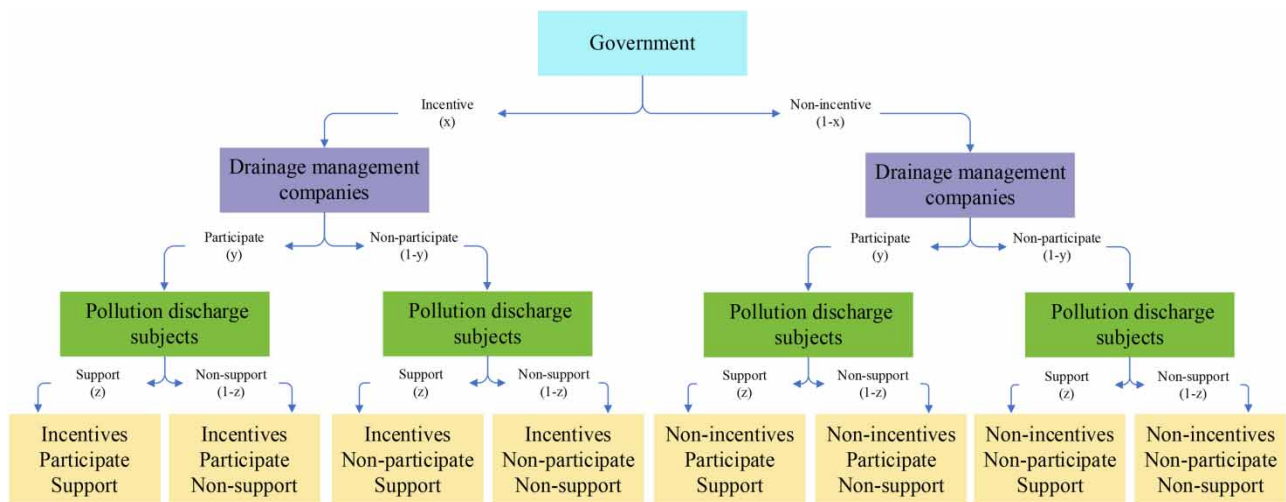 Government
Incentive
(x)
Non-incentive
(1-x)
Drainage management
companies
Drainage management
companies
Participate
(y)
Non-participate
(1-y)
Participate
(y)
Non-participate
(1-y)
Pollution discharge
subjects
Pollution discharge
subjects
Pollution discharge
subjects
Pollution discharge
subjects
Support
(z)
Non-support
(1-z)
Support
(z)
Non-support
(1-z)
Support
(z)
Non-support
(1-z)
Support
(z)
Non-support
(1-z)
Incentives
Participate
Support
Incentives
Participate
Non-support
Incentives
Non-participate
Support
Incentives
Non-participate
Non-support
Non-incentives
Participate
Support
Non-incentives
Participate
Non-support
Non-incentives
Non-participate
Support
Non-incentives
Non-participate
Non-support